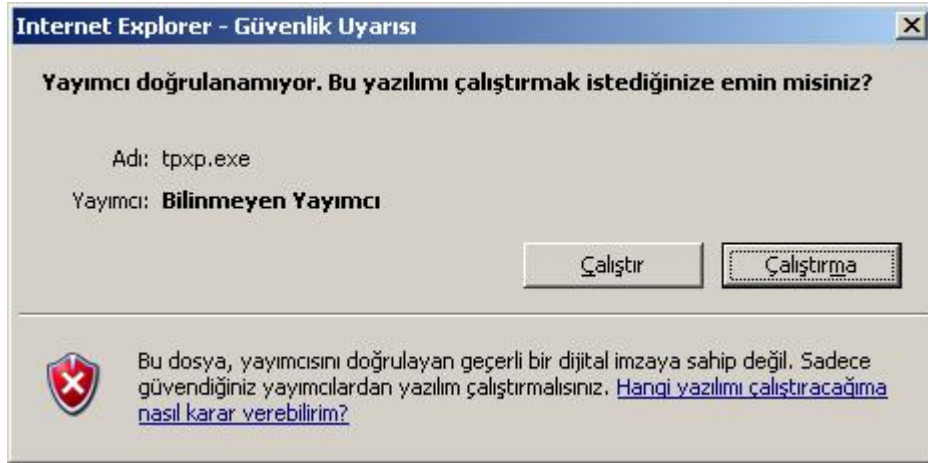 Internet Explorer - Güvenlik Uyarısı
Yayımcı doğrulanamıyor. Bu yazılımı çalıştırmak istediğinize emin misiniz?
Adı: tpxp.exe
Yayımcı: Bilinmeyen Yayımcı
Çalıştır Çalıştırma
Bu dosya, yayımcısını doğrulayan geçerli bir dijital imzaya sahip değil. Sadece
güvendiğiniz yayımcılardan yazılım çalıştırmalısınız. Hangi yazılımı çalıştıracağıma
nasıl karar verebilirim?